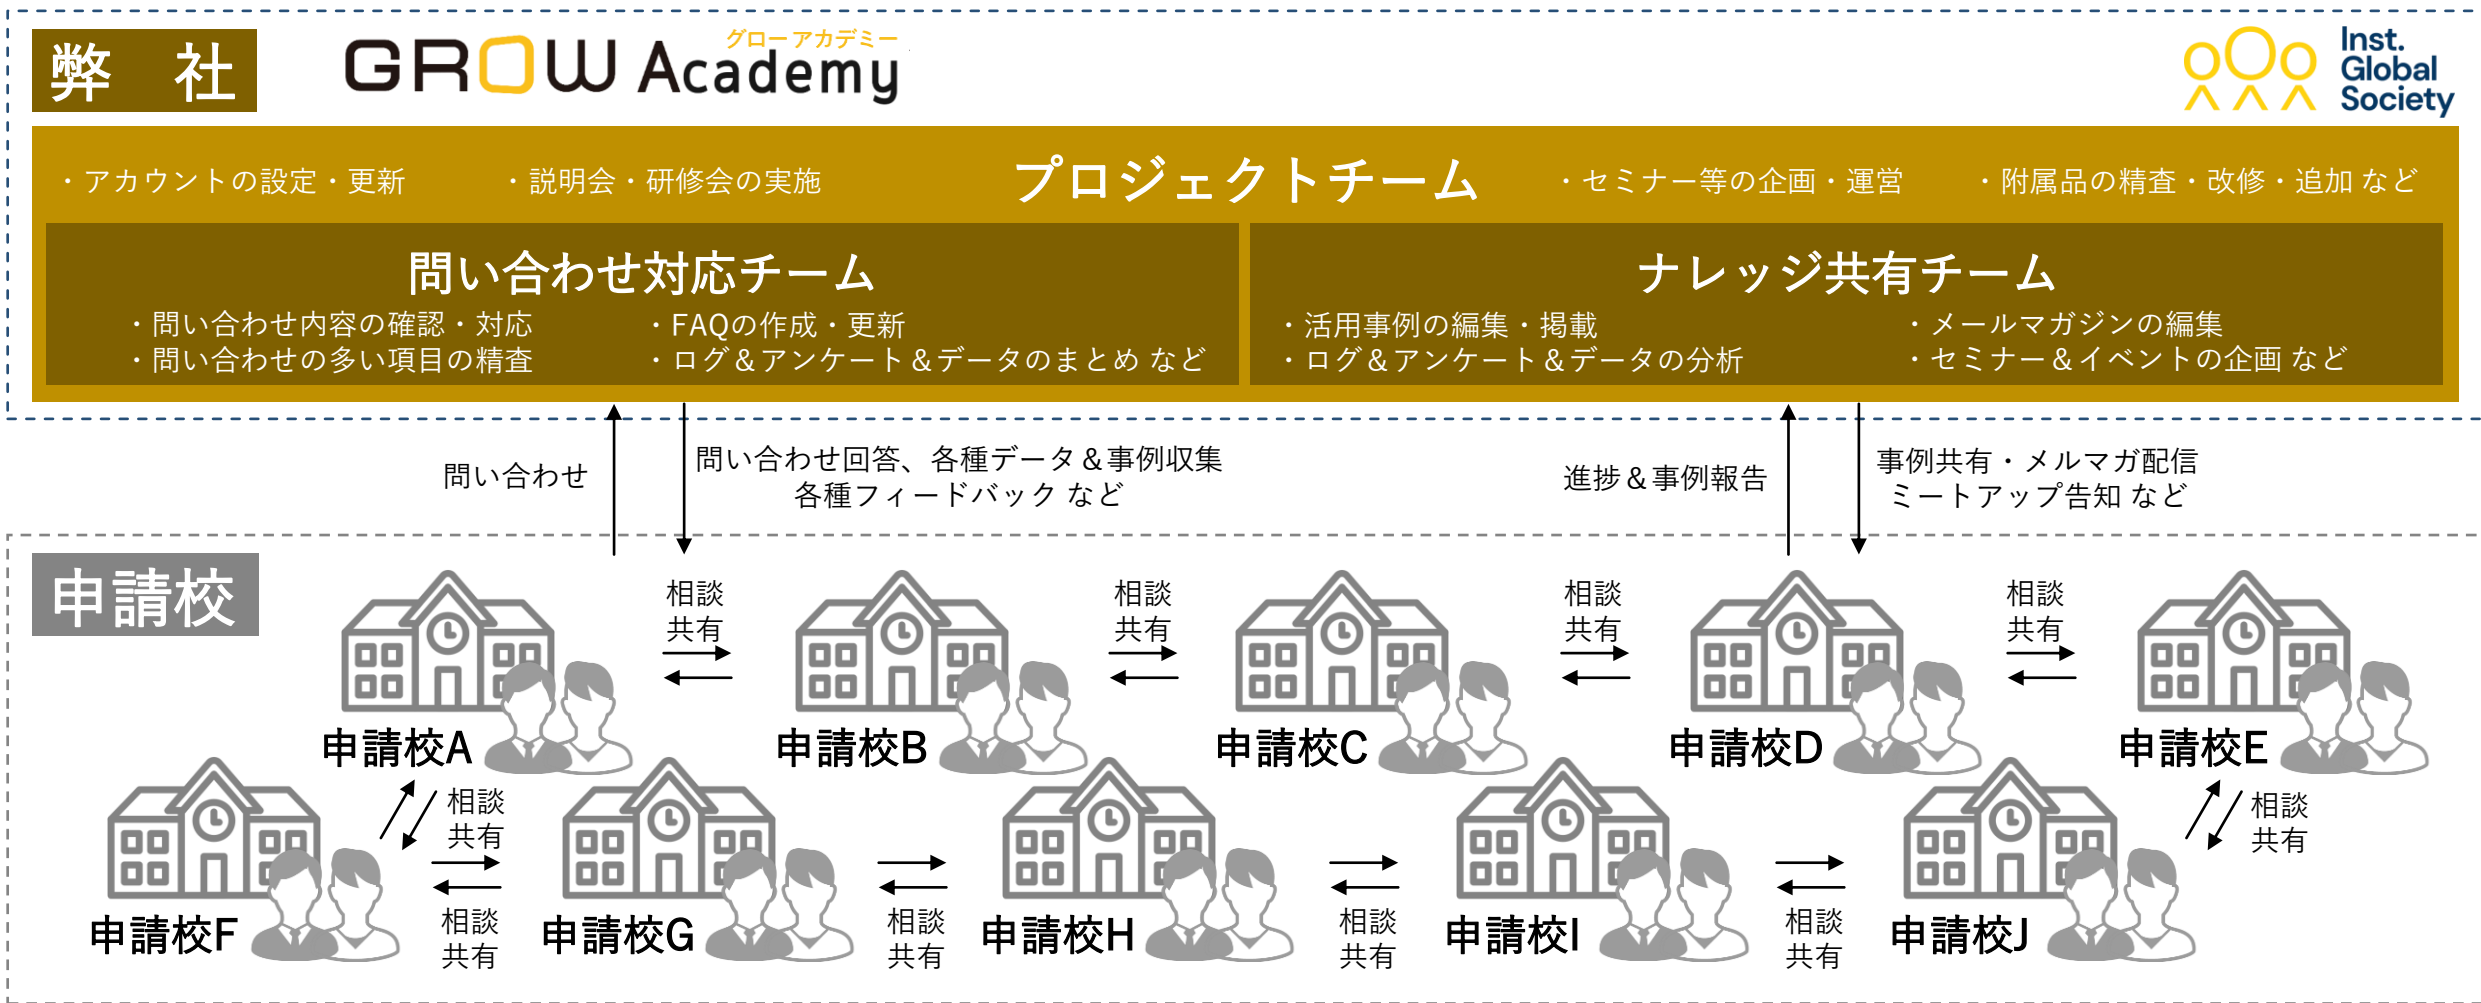 弊 社
GROW Academy
グローアカデミー
Inst.
Global
Society
プロジェクトチーム
・アカウントの設定・更新
・説明会・研修会の実施
・セミナー等の企画・運営
・附属品の精査・改修・追加 など
問い合わせ対応チーム
・問い合わせ内容の確認・対応
・問い合わせの多い項目の精査
・FAQの作成・更新
・ログ＆アンケート＆データのまとめ など
ナレッジ共有チーム
・活用事例の編集・掲載
・ログ＆アンケート＆データの分析
・メールマガジンの編集
・セミナー＆イベントの企画 など
問い合わせ
問い合わせ回答、各種データ＆事例収集
各種フィードバック など
進捗＆事例報告
事例共有・メルマガ配信
ミートアップ告知 など
申請校
相談
共有
相談
共有
相談
共有
相談
共有
申請校A
申請校B
申請校C
申請校D
申請校E
相談
共有
相談
共有
申請校F
相談
共有
申請校G
相談
共有
申請校H
相談
共有
申請校I
相談
共有
申請校J